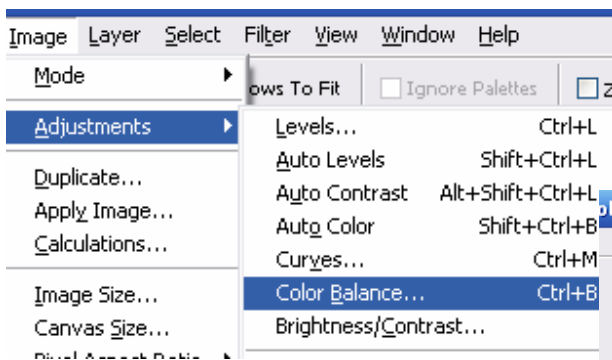 Image Layer Select Filter View Window Help
Mode
ows To Fit Ignore Palettes
Adjustments
Duplicate...
Apply Image...
Calculations...
Image Size...
Canvas Size...
Levels... Ctrl+L
Auto Levels Shift+Ctrl+L
Auto Contrast Alt+Shift+Ctrl+L
Auto Color Shift+Ctrl+B
Curves... Ctrl+M
Color Balance... Ctrl+B
Brightness/Contrast...